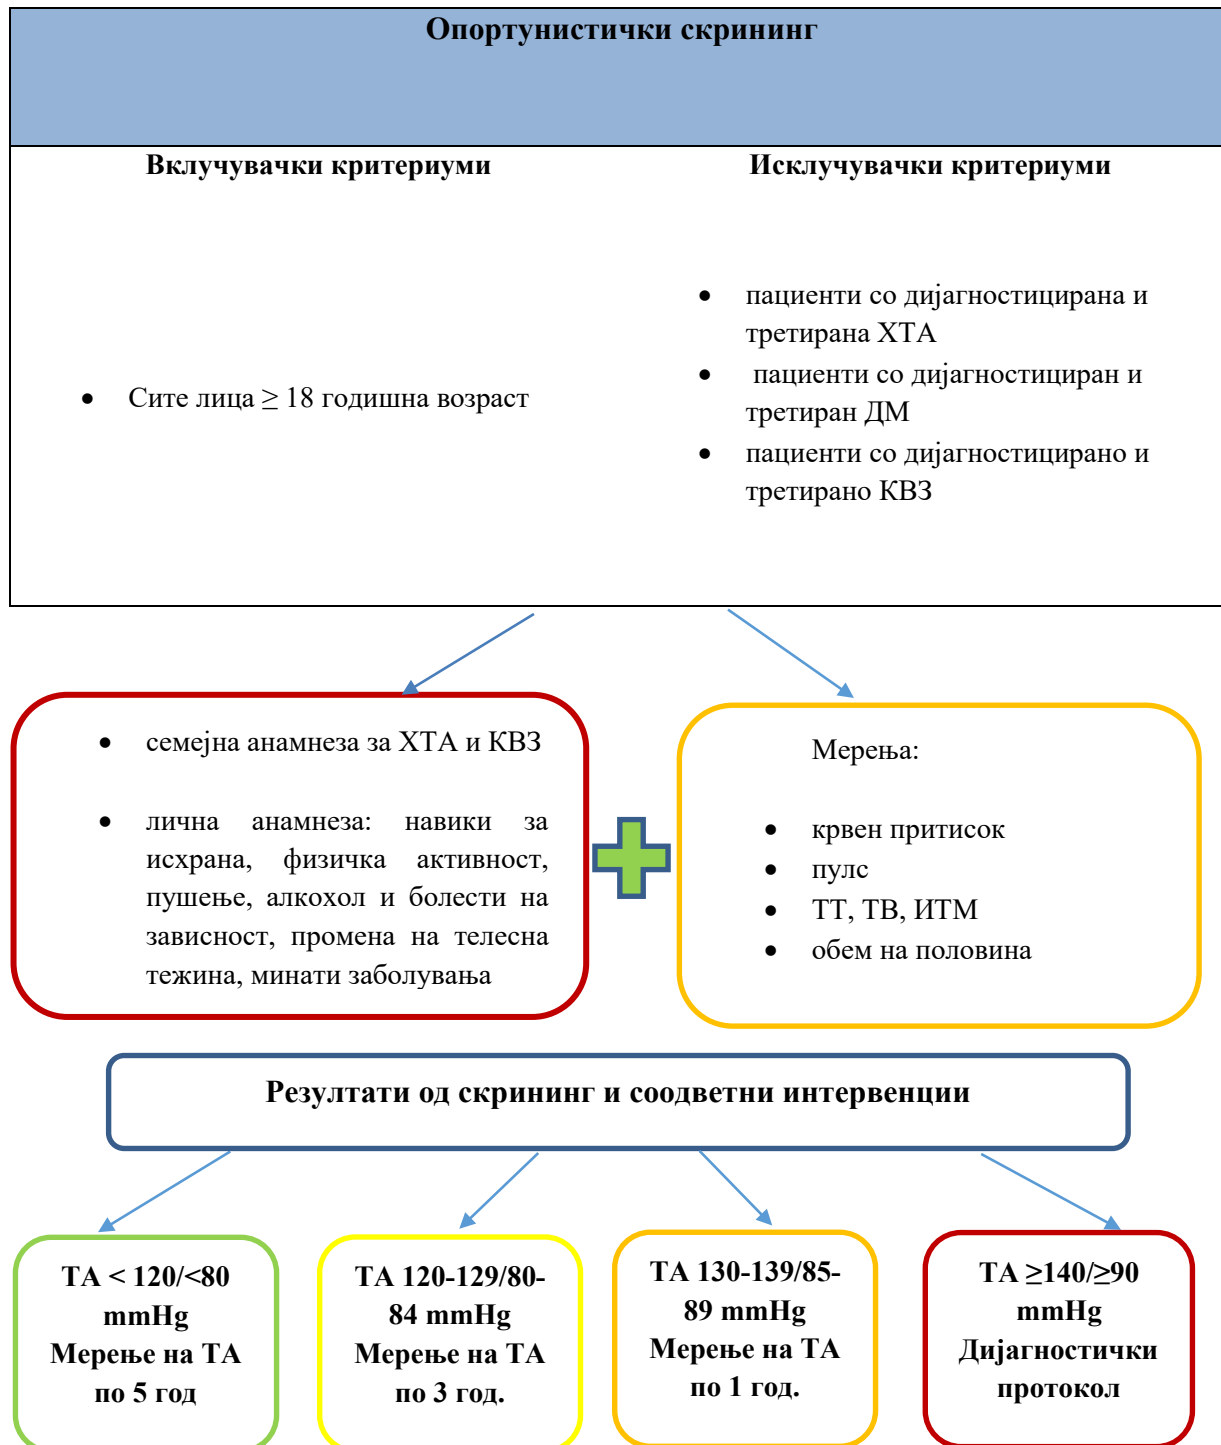 Опортунистички скрининг
Вклучувачки критериуми
• Сите лица ≥ 18 годишна возраст
Исклучувачки критериуми
• пациенти со дијагностицирана и
третирана ХТА
• пациенти со дијагностициран и
третиран ДМ
• пациенти со дијагностицирано и
третирано КВЗ
• семејна анамнеза за ХТА и КВЗ
• лична анамнеза: навики за
исхрана, физичка активност,
пушење, алкохол и болести на
зависност, промена на телесна
тежина, минати заболувања
Мерења:
• крвен притисок
• пулс
• ТТ, ТВ, ИТМ
• обем на половина
Резултати од скрининг и соодветни интервенции
ТА < 120/<80
mmHg
Мерење на ТА
по 5 год
ТА 120-129/80-
84 mmHg
Мерење на ТА
по 3 год.
ТА 130-139/85-
89 mmHg
Мерење на ТА
по 1 год.
ТА ≥140/≥90
mmHg
Дијагностички
протокол